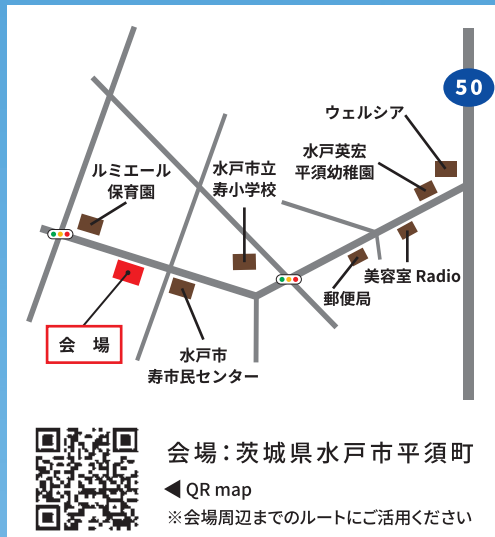 50
ウェルシア
水戸英宏
平須幼稚園
ルミエール
保育園
水戸市立
寿小学校
美容室 Radio
郵便局
会　場
水戸市
寿市民センター
会場：茨城県水戸市平須町
◀ QR map
※会場周辺までのルートにご活用ください